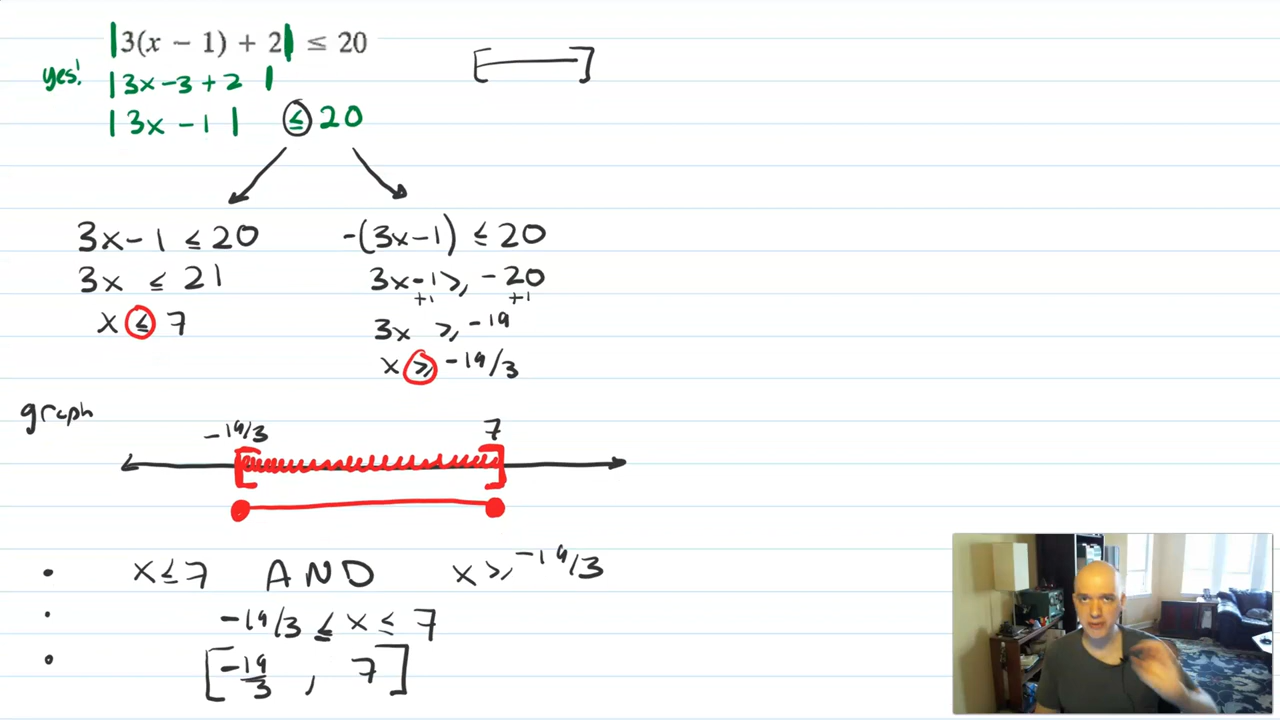 |3(x − 1) + 2| ≤ 20
yes! |3x − 3 + 2 |
|3x − 1| ≤ 20
3x − 1 ≤ 20   −(3x − 1) ≤ 20
3x ≤ 21   3x − 1 ≥ −20
+1   +1
x ≤ 7   3x ≥ −19
x ≥ −19/3
graph
−19/3   7
• x ≤ 7 AND x ≥ −19/3
• −19/3 ≤ x ≤ 7
• [−19/3 , 7]